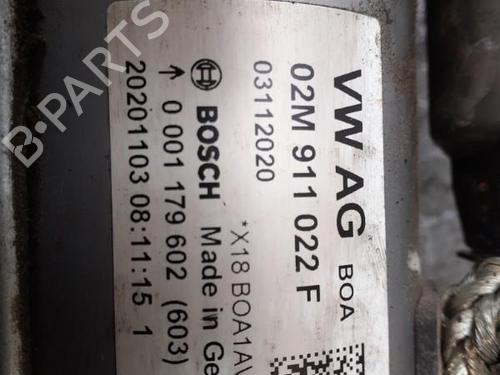 VW AG BOA
02M 911 022 F
03112020
*X18 BOA1AV
BOSCH Made in Ge
0 001 179 602 (603)
20201103 08:11:15 1
B-PARTS